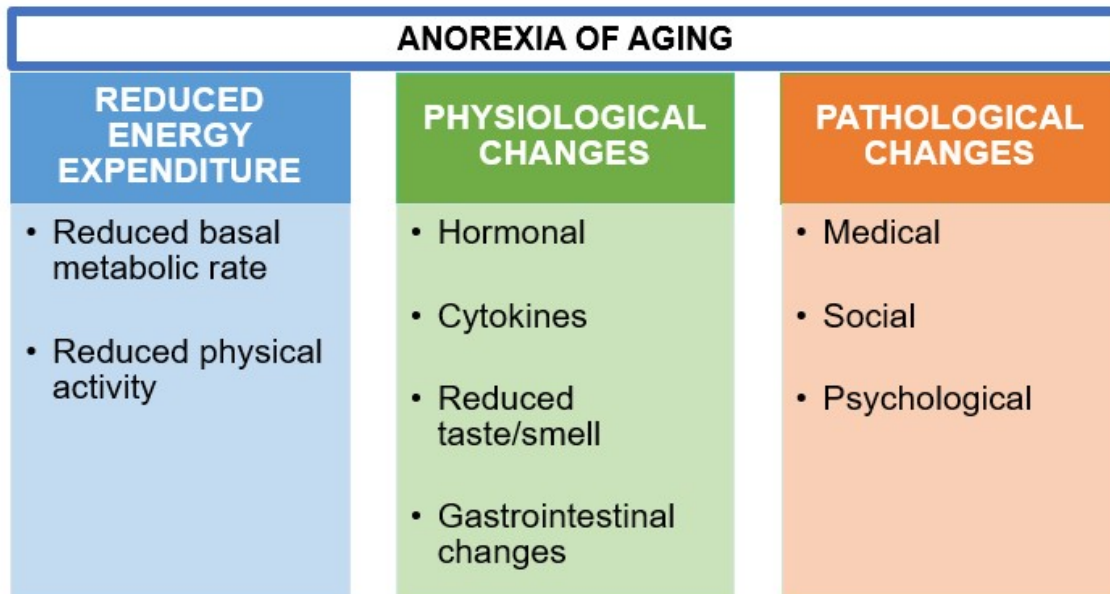 ANOREXIA OF AGING
REDUCED
ENERGY
EXPENDITURE
• Reduced basal
metabolic rate
• Reduced physical
activity
PHYSIOLOGICAL
CHANGES
• Hormonal
• Cytokines
• Reduced
taste/smell
• Gastrointestinal
changes
PATHOLOGICAL
CHANGES
• Medical
• Social
• Psychological